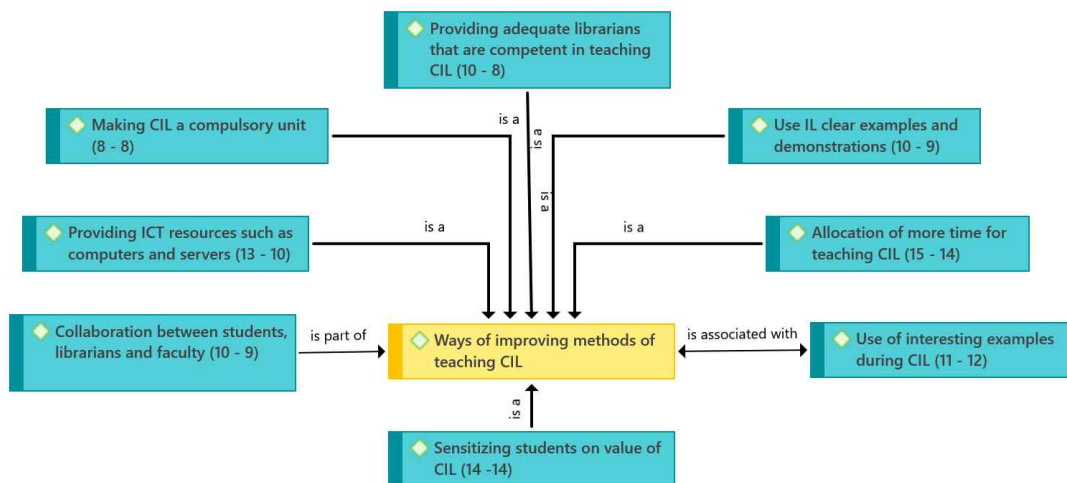 Providing adequate librarians
that are competent in teaching
CIL (10 - 8)
is a
is a
Making CIL a compulsory unit
(8 - 8)
Use IL clear examples and
demonstrations (10 - 9)
is a
is a
is a
Providing ICT resources such as
computers and servers (13 - 10)
Allocation of more time for
teaching CIL (15 - 14)
Collaboration between students,
librarians and faculty (10 - 9)
is part of
Ways of improving methods of
teaching CIL
is associated with
Use of interesting examples
during CIL (11 - 12)
is a
Sensitizing students on value of
CIL (14 -14)